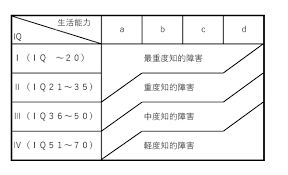 生活能力
IQ
a b c d
Ⅰ（ＩＱ　～２０） 最重度知的障害
Ⅱ（ＩＱ２１～３５） 重度知的障害
Ⅲ（ＩＱ３６～５０） 中度知的障害
Ⅳ（ＩＱ５１～７０） 軽度知的障害